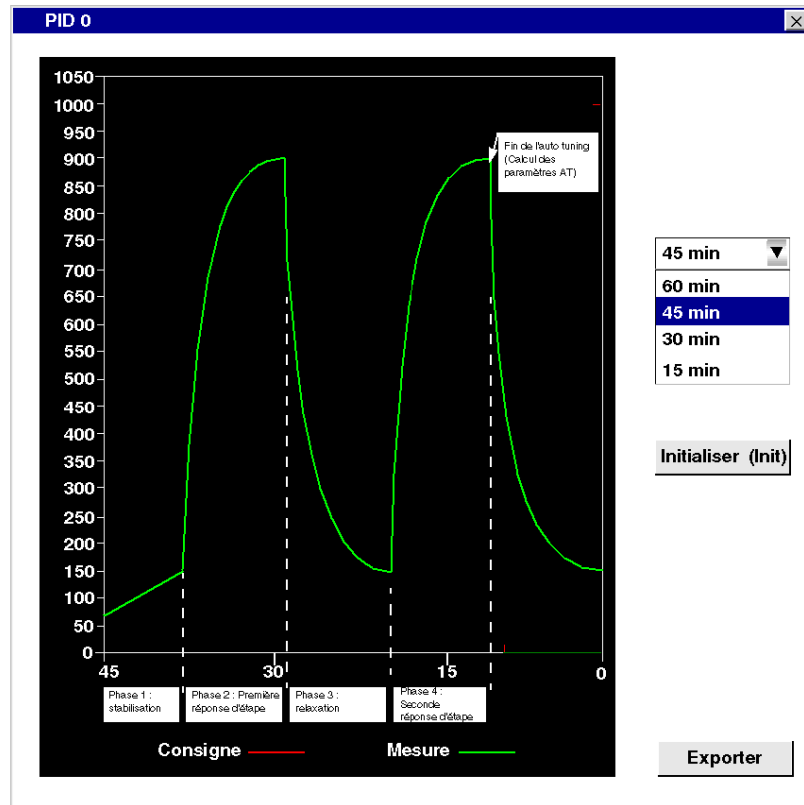 PID 0
1050
1000
950
900
850
800
750
700
650
600
550
500
450
400
350
300
250
200
150
100
50
0
45
30
15
0
Fin de l'auto tuning
(Calcul des
paramètres AT)
Phase 1 :
stabilisation
Phase 2 : Première
réponse d'étape
Phase 3 :
relaxation
Phase 4 :
Seconde
réponse d'étape
Consigne
Mesure
45 min
60 min
45 min
30 min
15 min
Initialiser (Init)
Exporter